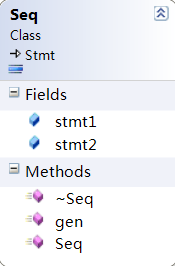 Seq
Class
Stmt
Fields
stmt1
stmt2
Methods
~Seq
gen
Seq